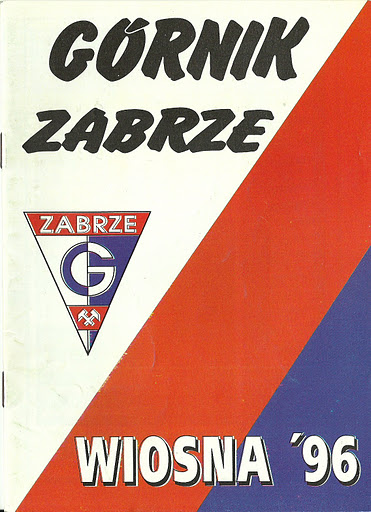 GÓRNIK
ZABRZE
ZABRZE
G
WIOSNA '96